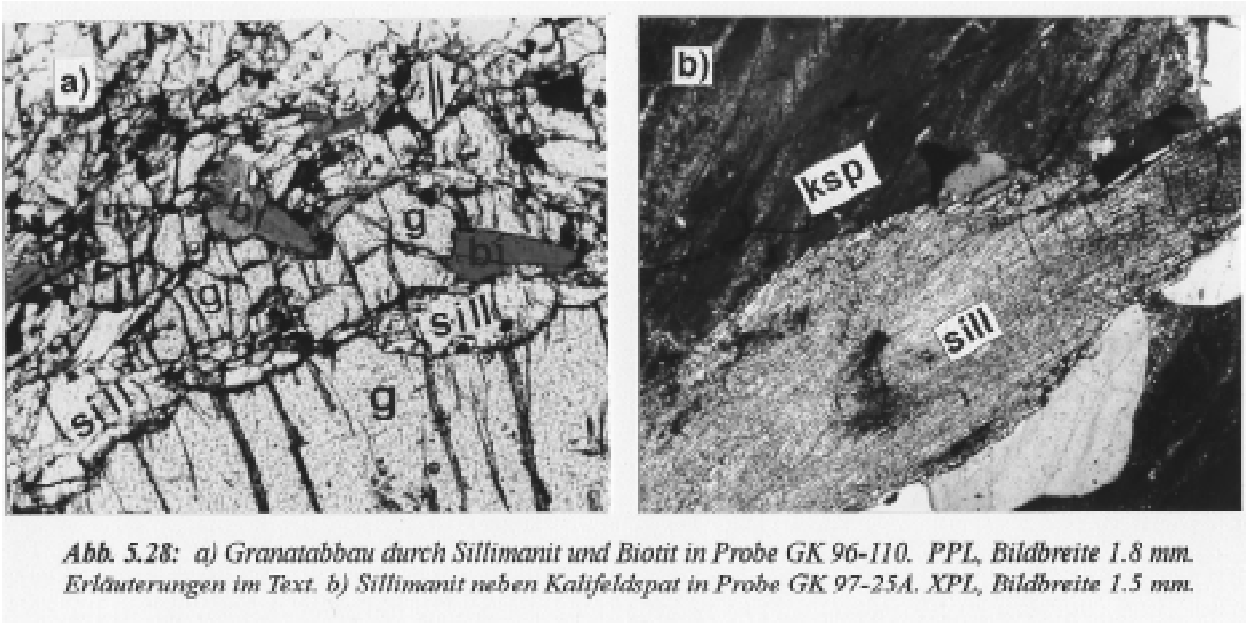 a)
b)
ll
ksp
bi
g
bi
g
g
sill
sill
sill
g
Abb. 5.28: a) Granatabbau durch Sillimanit und Biotit in Probe GK 96-110. PPL, Bildbreite 1.8 mm.
Erläuterungen im Text. b) Sillimanit neben Kalifeldspat in Probe GK 97-25A. XPL, Bildbreite 1.5 mm.